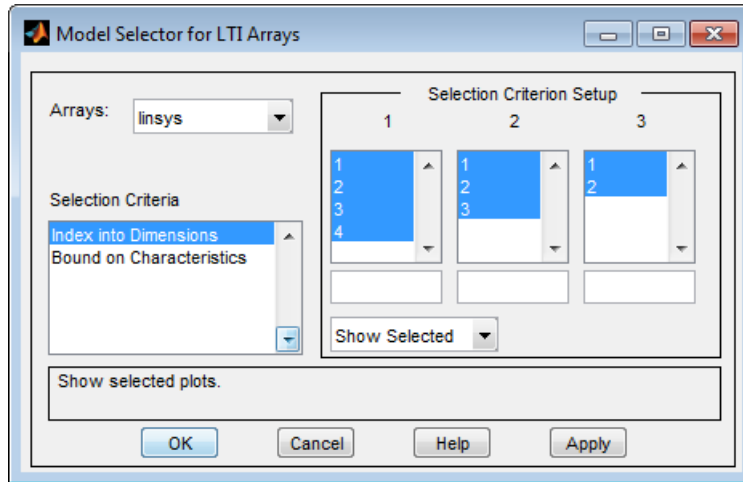 Model Selector for LTI Arrays
Arrays:
linsys
Selection Criteria
Index into Dimensions
Bound on Characteristics
Selection Criterion Setup
1 2 3
1 1 1
2 2 2
3 3
4
Show Selected
Show selected plots.
OK Cancel Help Apply